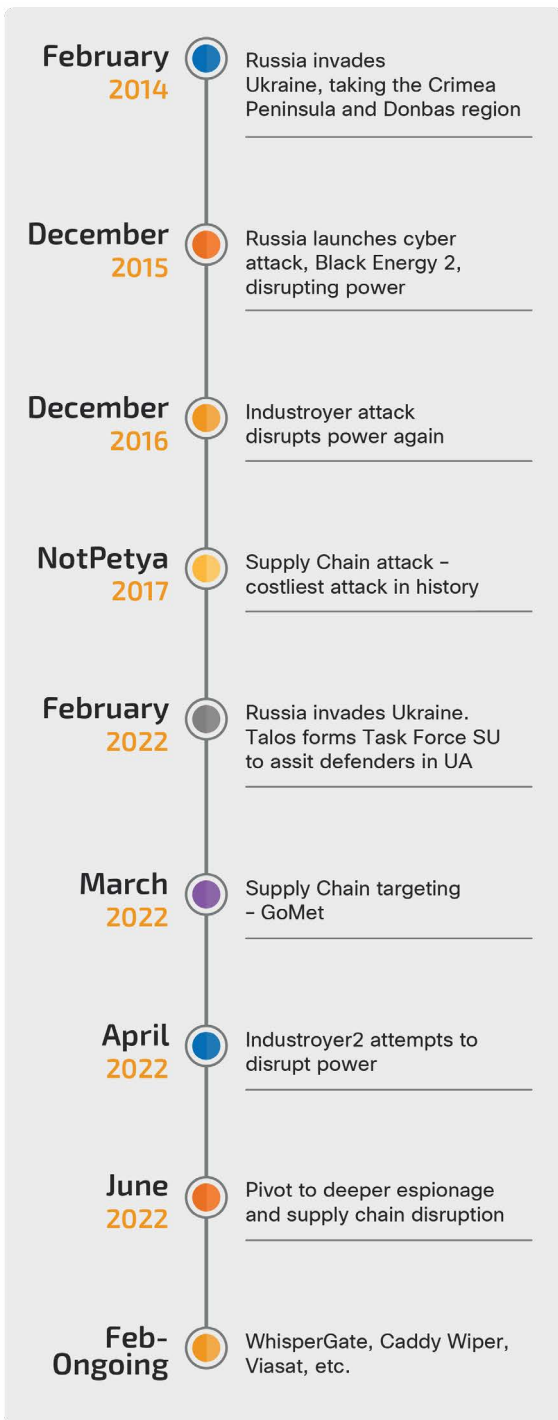 February
2014
Russia invades
Ukraine, taking the Crimea
Peninsula and Donbas region
December
2015
Russia launches cyber
attack, Black Energy 2,
disrupting power
December
2016
Industroyer attack
disrupts power again
NotPetya
2017
Supply Chain attack –
costliest attack in history
February
2022
Russia invades Ukraine.
Talos forms Task Force SU
to assit defenders in UA
March
2022
Supply Chain targeting
– GoMet
April
2022
Industroyer2 attempts to
disrupt power
June
2022
Pivot to deeper espionage
and supply chain disruption
Feb-
Ongoing
WhisperGate, Caddy Wiper,
Viasat, etc.